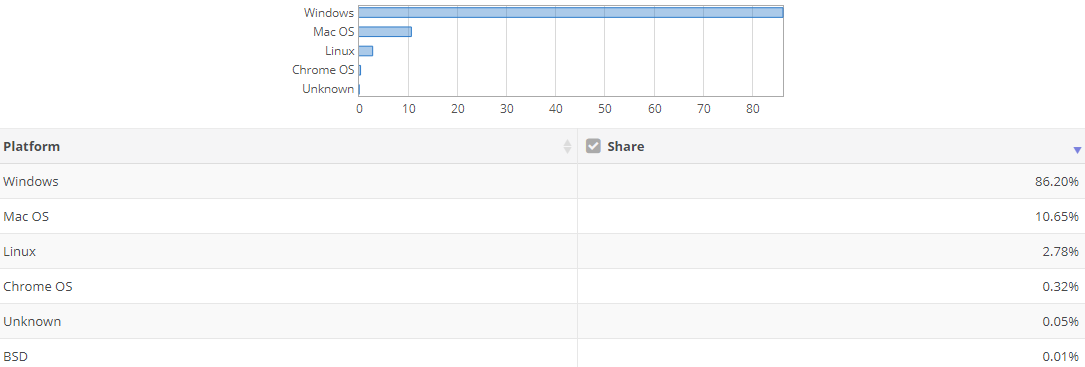 Windows
Mac OS
Linux
Chrome OS
Unknown
0 10 20 30 40 50 60 70 80
Platform Share
Windows 86.20%
Mac OS 10.65%
Linux 2.78%
Chrome OS 0.32%
Unknown 0.05%
BSD 0.01%